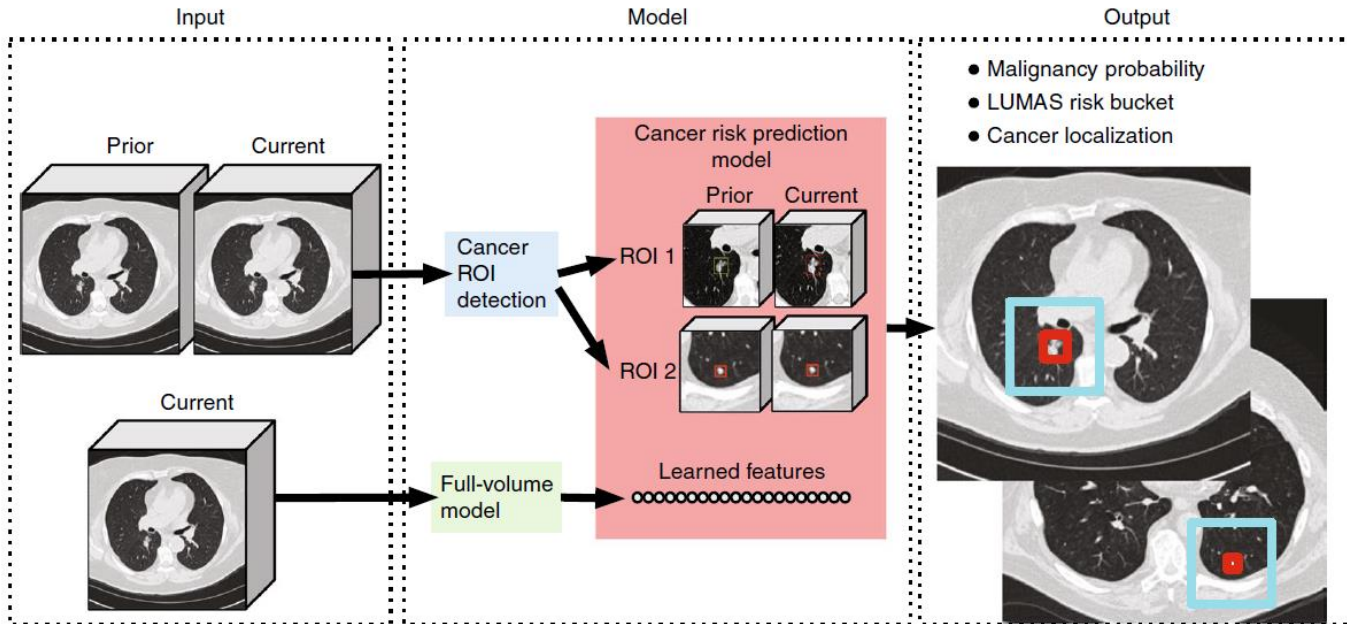 Input
Model
Output
Prior
Current
Current
Cancer
ROI
detection
Full-volume
model
Cancer risk prediction
model
Prior
Current
ROI 1
ROI 2
Learned features
● Malignancy probability
● LUMAS risk bucket
● Cancer localization